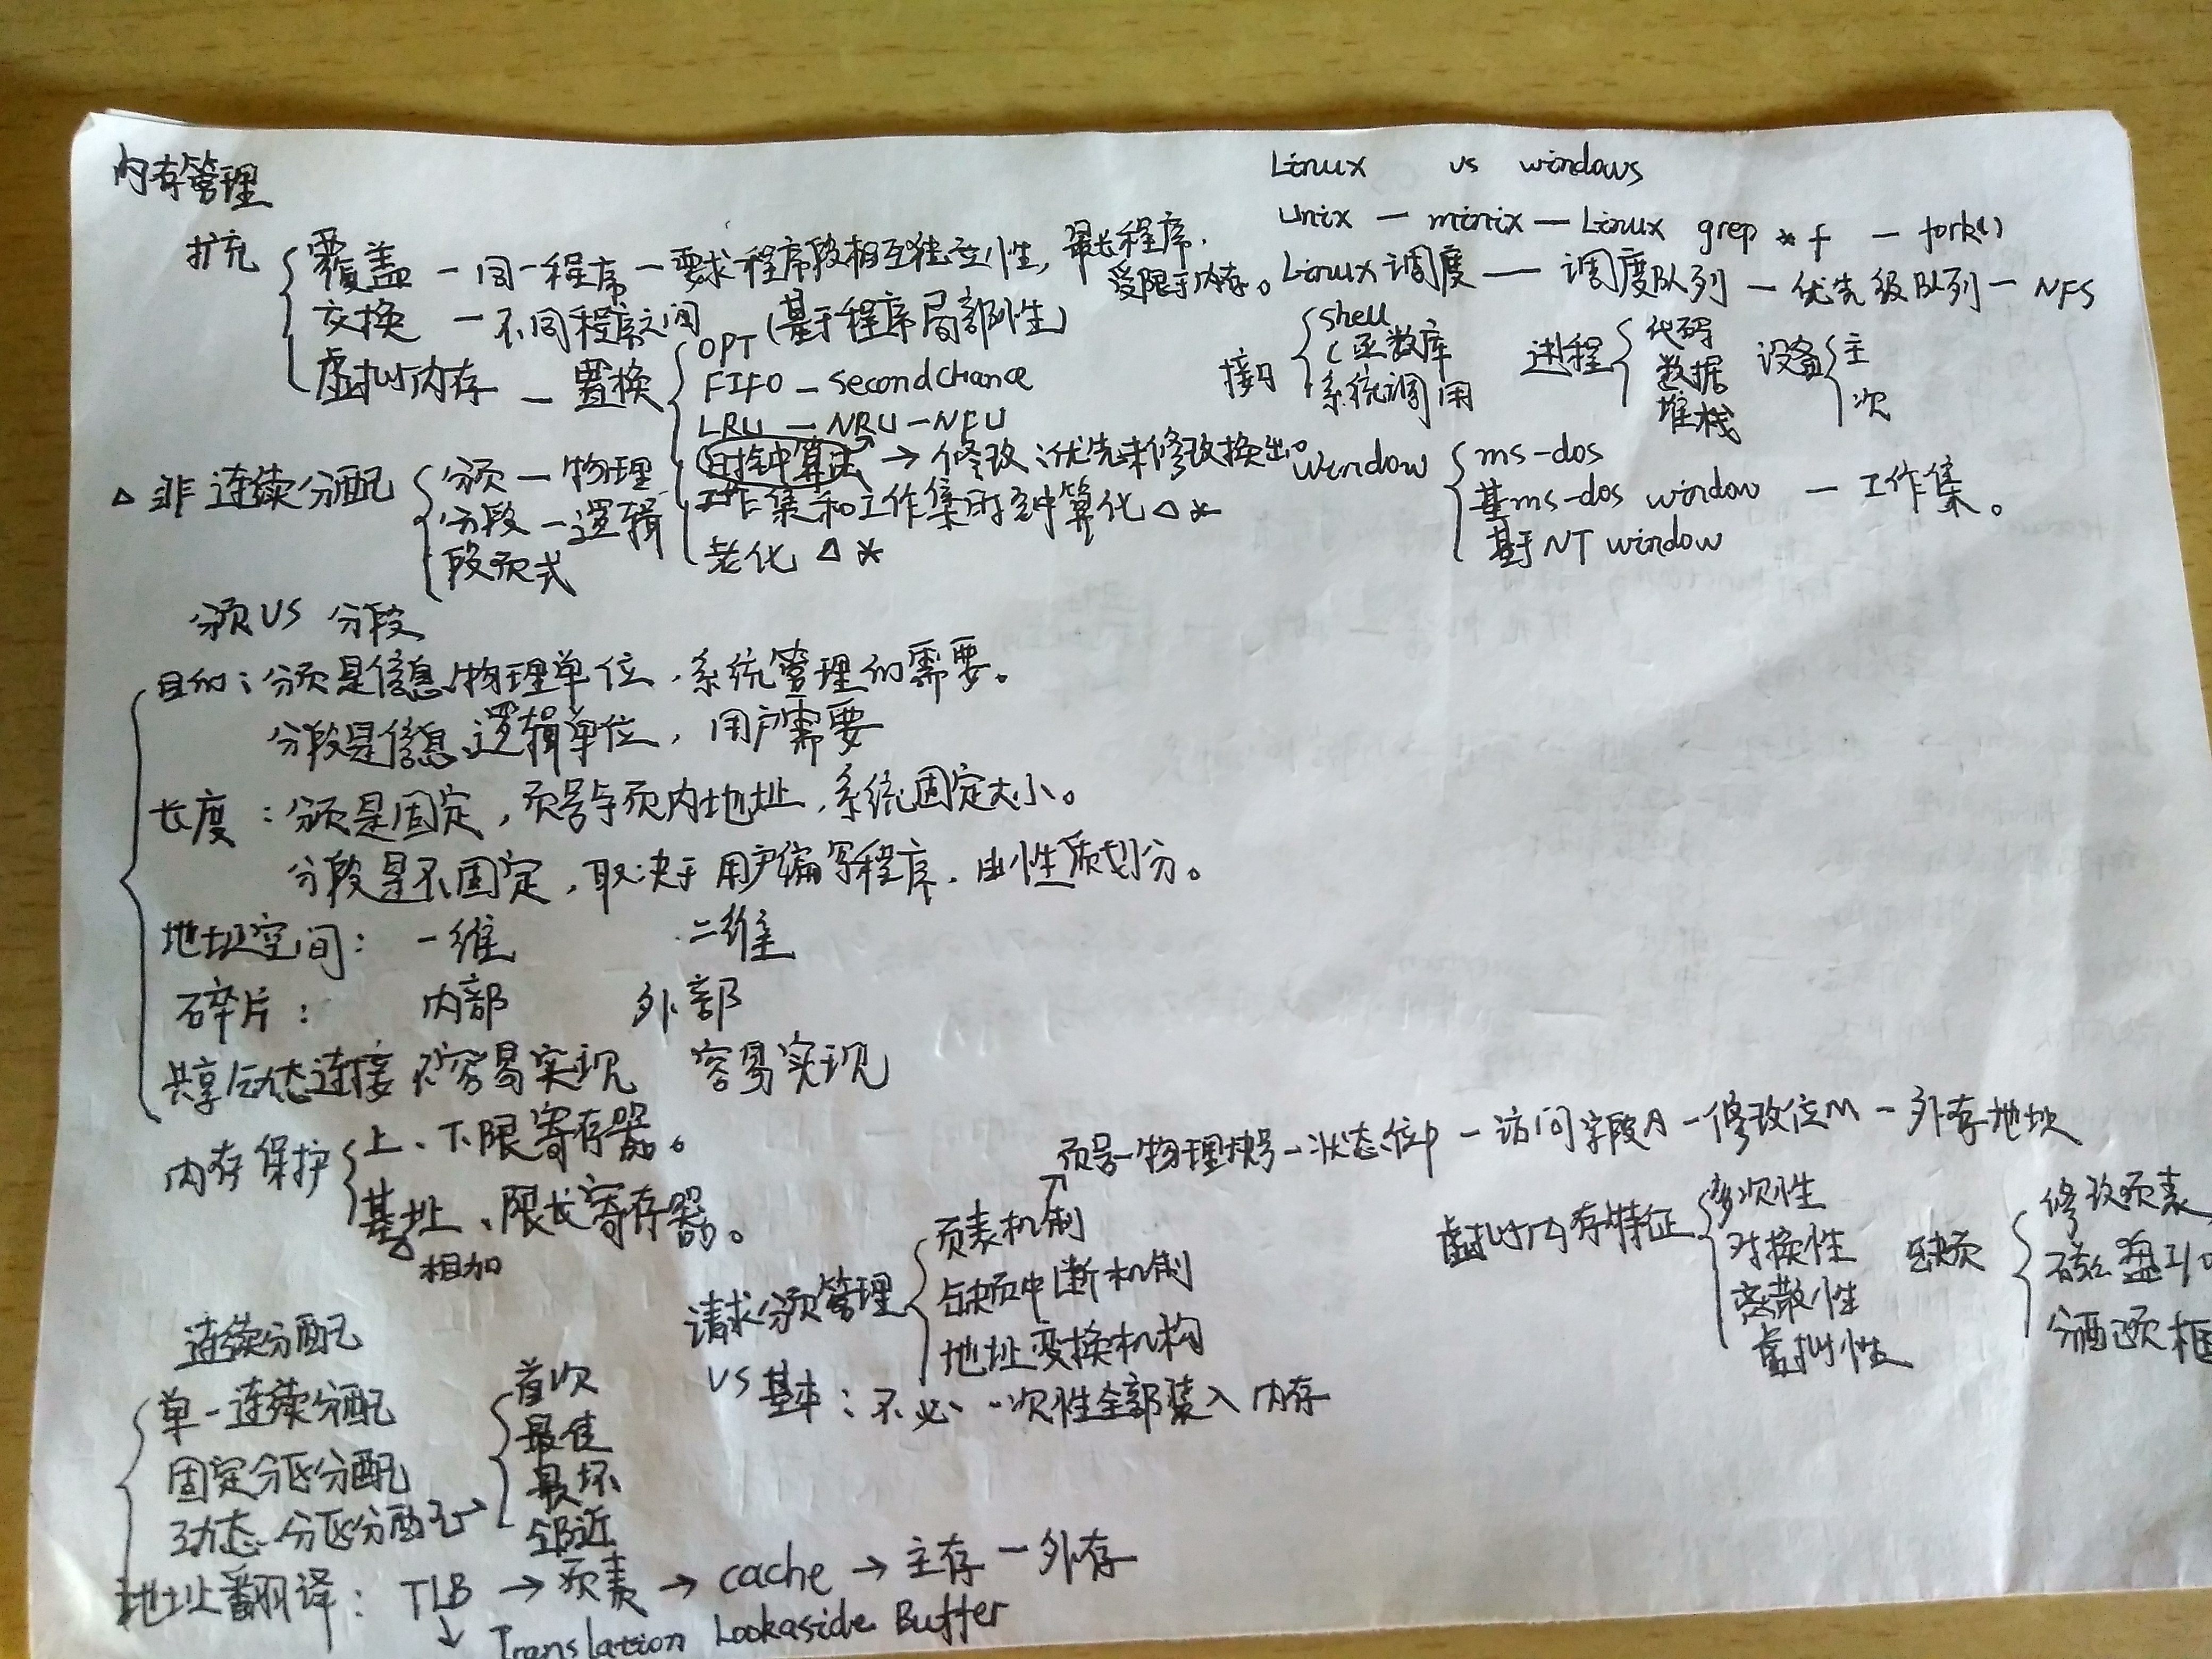 内存管理
扩充
覆盖 — 同一程序 — 要求程序段相互独立性, 最长程序.
受限于内存。
交换 — 不同程序之间
虚拟内存 — 置换
OPT (基于程序局部性)
FIFO — secondchance
LRU — NRU — NFU
时钟算法 → 修改:优先未修改换出。
工作集和工作集时钟算化 △ *
老化 △ *
△ 非连续分配
分页 — 物理
分段 — 逻辑
段页式
Linux vs windows
unix — minix — Linux grep * f — fork()
Linux调度 — 调度队列 — 优先级队列 — NFS
接口
shell
C函数库
系统调用
进程
代码
数据
堆栈
设备
主
次
window
ms-dos
基ms-dos window — 工作集。
基于NT window
分页 VS 分段
目的: 分页是信息物理单位, 系统管理的需要。
分段是信息逻辑单位, 用户需要
长度: 分页是固定, 页号与页内地址, 系统固定大小。
分段是不固定, 取决于用户编写程序. 由性质划分。
地址空间: 一维 二维
碎片: 内部 外部
共享与动态连接 不容易实现 容易实现
内存保护
上、下限寄存器。
基址、限长寄存器。
相加
请求分页管理
页表机制
页号—物理块号—状态位P — 访问字段A — 修改位M — 外存地址
缺页中断机制
地址变换机构
VS 基本: 不必一次性全部装入内存
虚拟内存特征
多次性
对换性
离散性
虚拟性
缺页
修改页表
磁盘I/O
分配页框
连续分配
单一连续分配
固定分区分配
动态分区分配 →
首次
最佳
最坏
邻近
地址翻译: TLB → 页表 → cache → 主存 — 外存
↓ Translation Lookaside Buffer